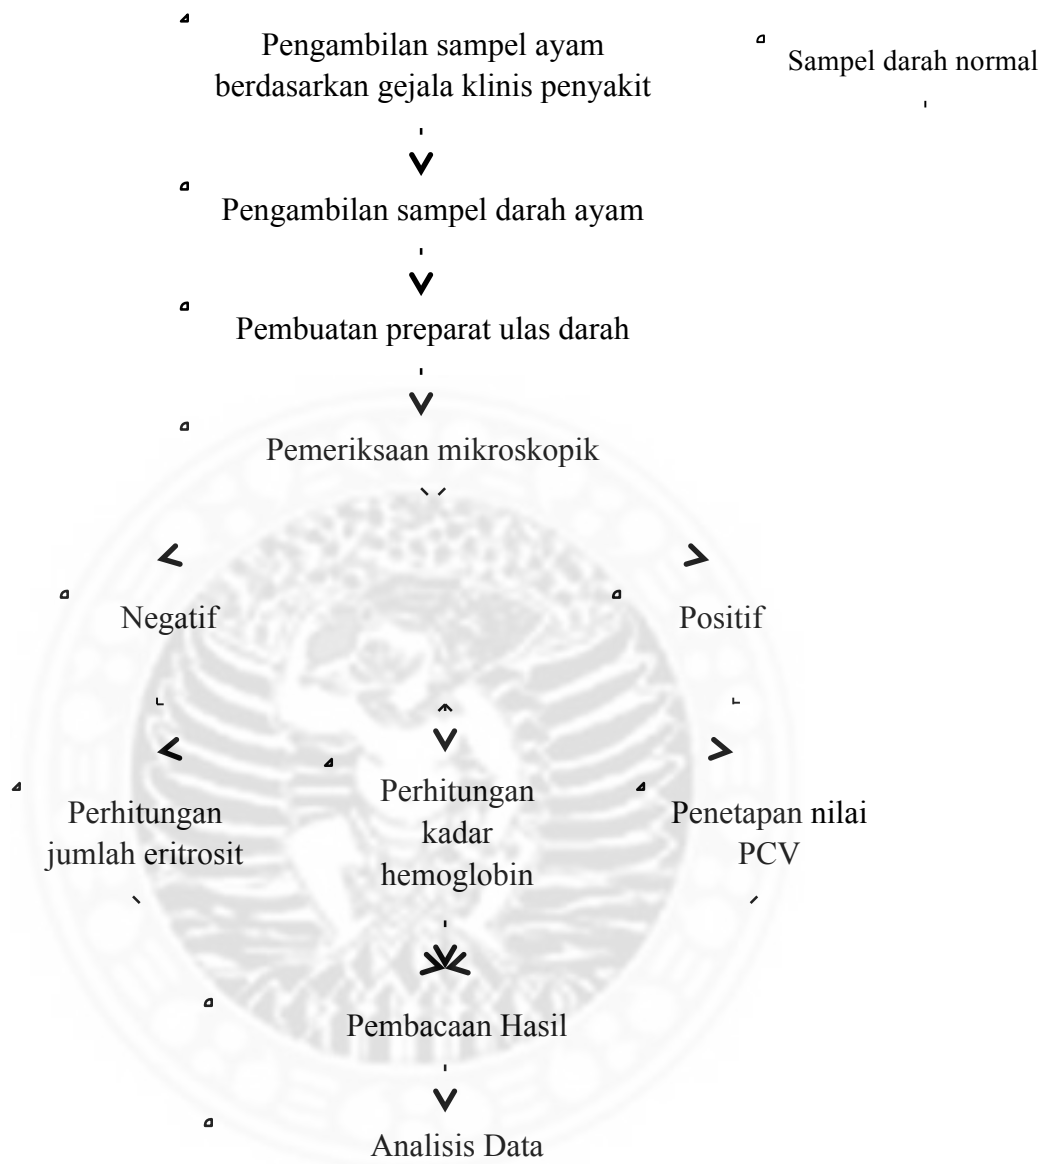 Pengambilan sampel ayam
berdasarkan gejala klinis penyakit
Sampel darah normal
Pengambilan sampel darah ayam
Pembuatan preparat ulas darah
Pemeriksaan mikroskopik
Negatif
Positif
Perhitungan
jumlah eritrosit
Perhitungan
kadar
hemoglobin
Penetapan nilai
PCV
Pembacaan Hasil
Analisis Data